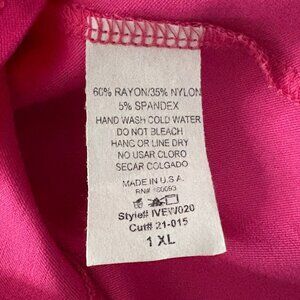 60% RAYON/35% NYLON
5% SPANDEX
HAND WASH COLD WATER
DO NOT BLEACH
HANG OR LINE DRY
NO USAR CLORO
SECAR COLGADO
MADE IN U.S.A.
RN#
Style# IVEW020
Cut# 21-015
1 XL